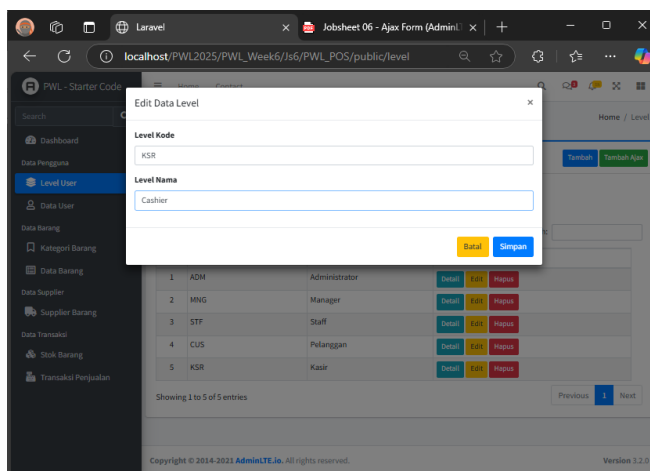 Laravel
Jobsheet 06 - Ajax Form (AdminL
localhost/PWL2025/PWL_Week6/Js6/PWL_POS/public/level
PWL - Starter Code
Home Contact
Search
Home / Level
Edit Data Level
×
Level Kode
KSR
Level Nama
Cashier
Batal Simpan
Tambah Tambah Ajax
Dashboard
Data Pengguna
Level User
Data User
Data Barang
Kategori Barang
Data Barang
Data Supplier
Supplier Barang
Data Transaksi
Stok Barang
Transaksi Penjualan
1 ADM Administrator Detail Edit Hapus
2 MNG Manager Detail Edit Hapus
3 STF Staff Detail Edit Hapus
4 CUS Pelanggan Detail Edit Hapus
5 KSR Kasir Detail Edit Hapus
Showing 1 to 5 of 5 entries
Previous 1 Next
Copyright © 2014-2021 AdminLTE.io. All rights reserved.
Version 3.2.0